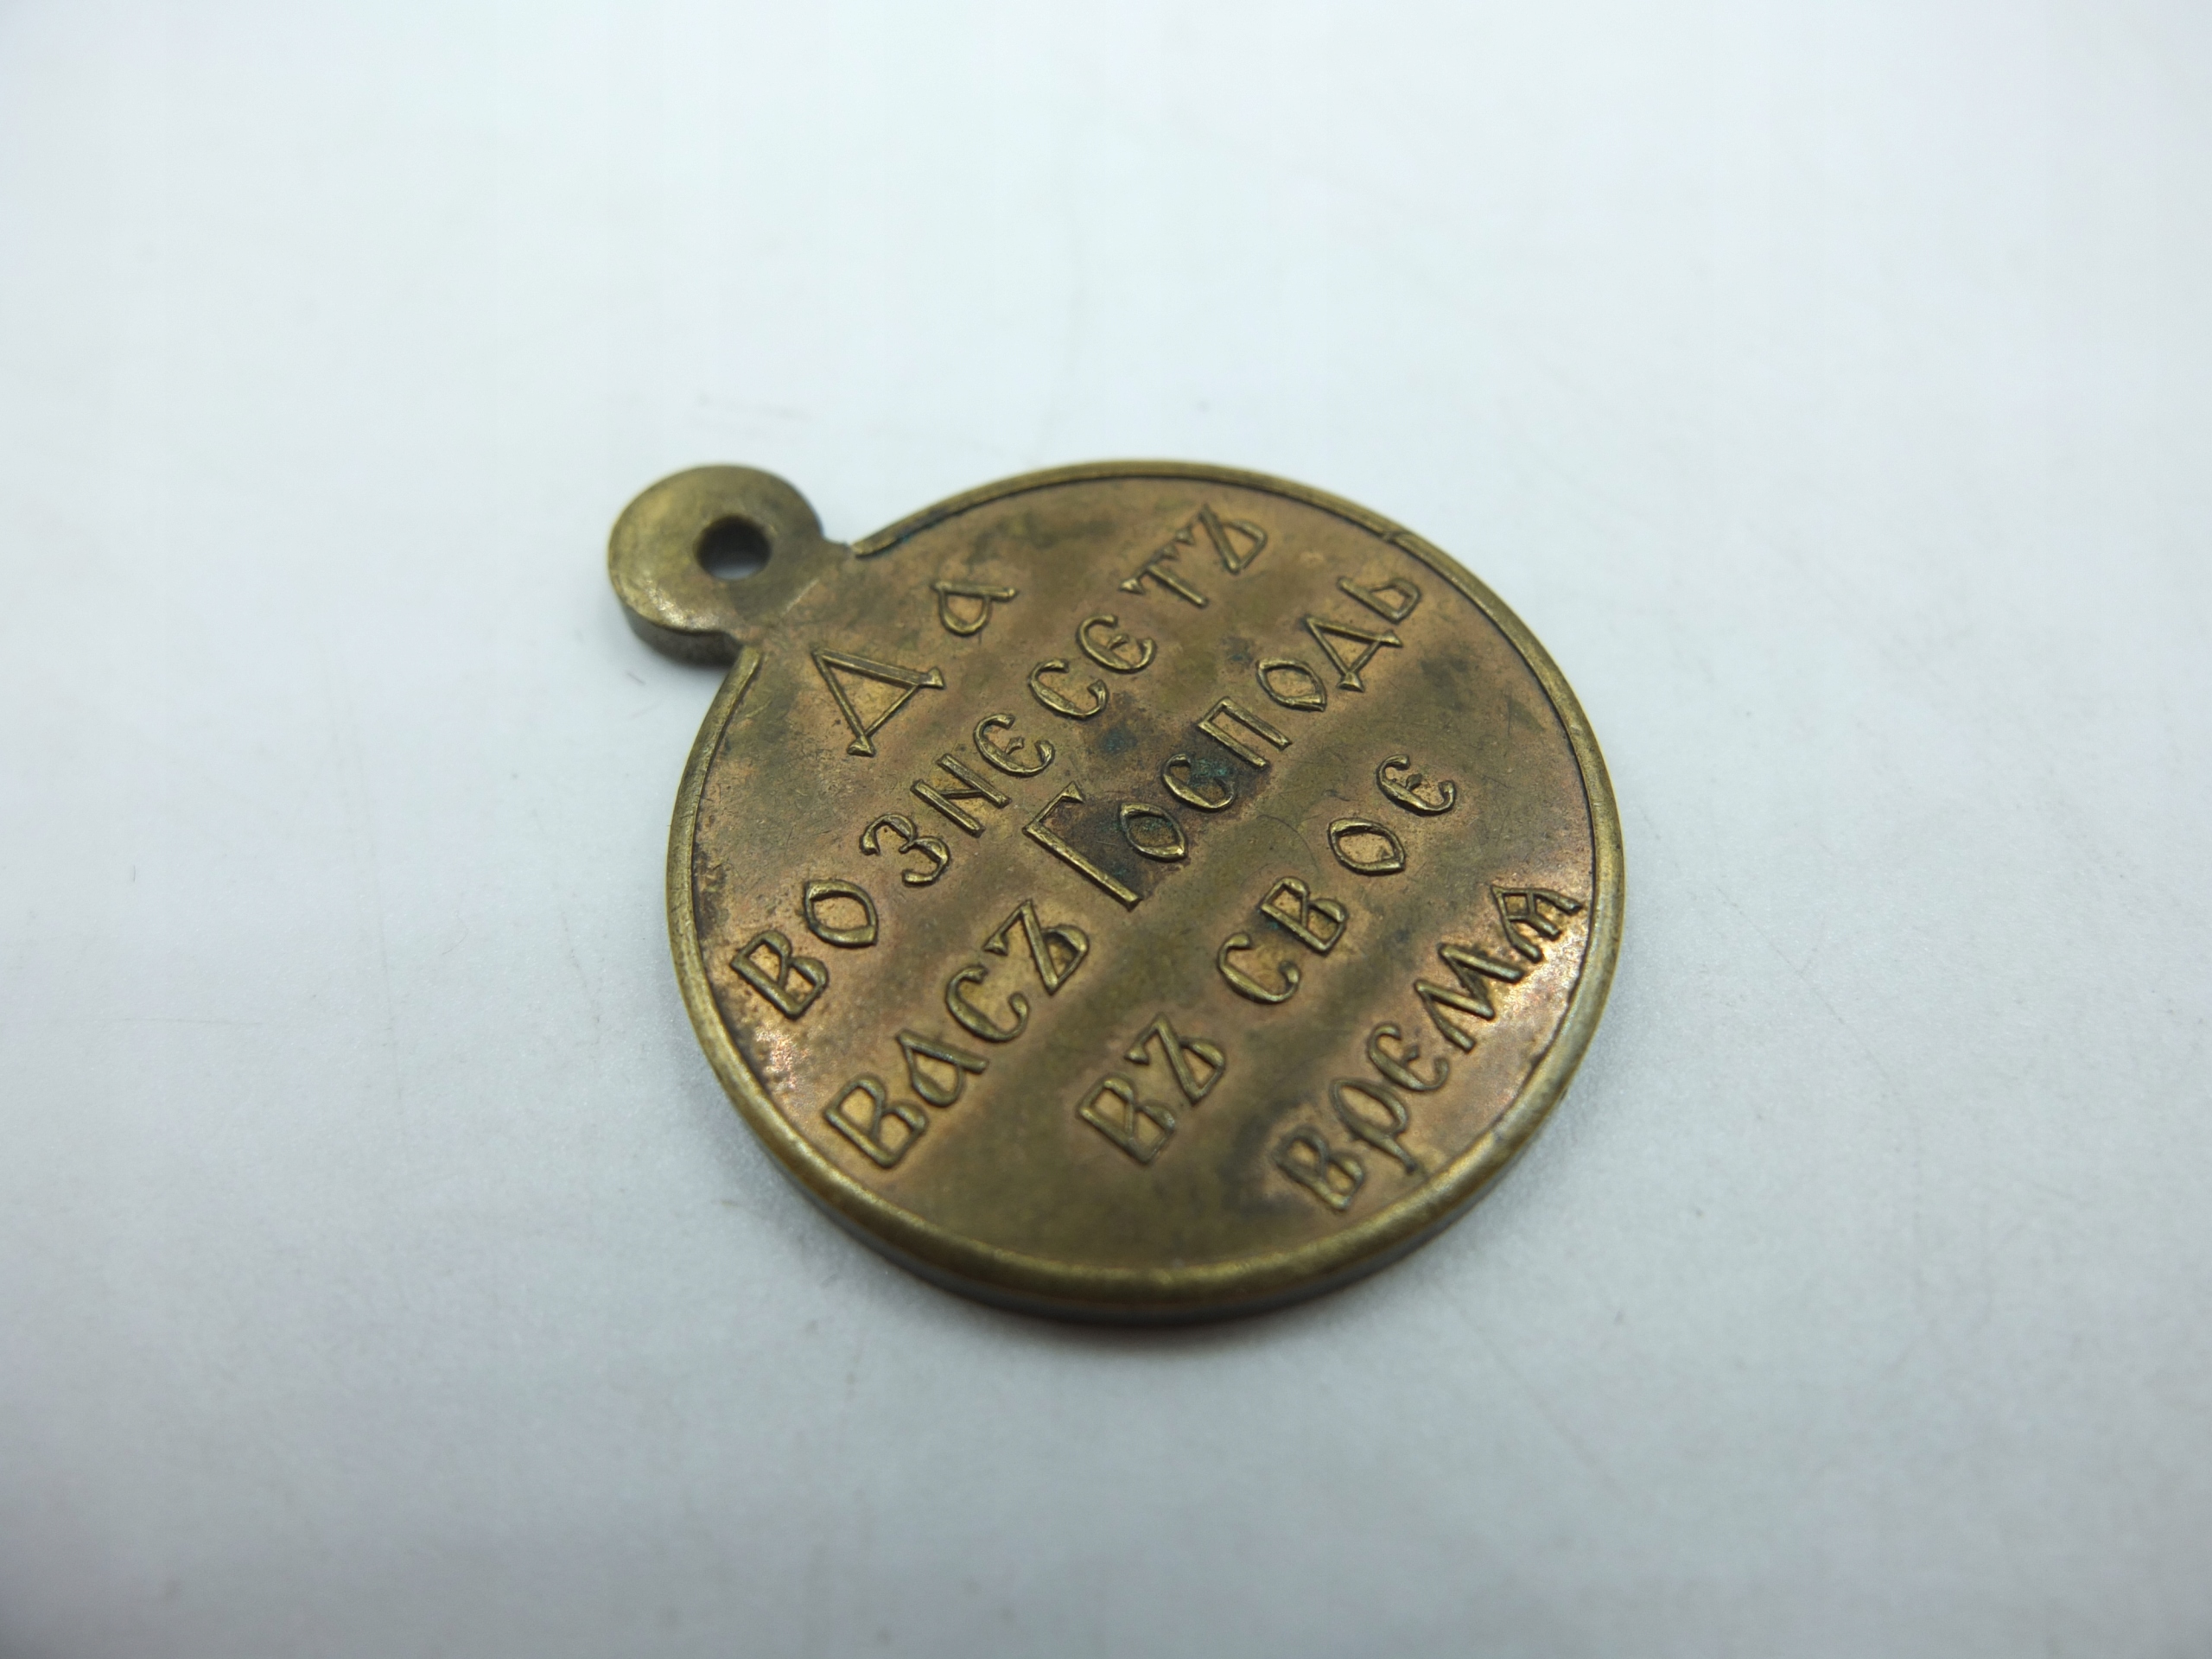 Да
вознесетъ
васъ Господь
въ свое
время